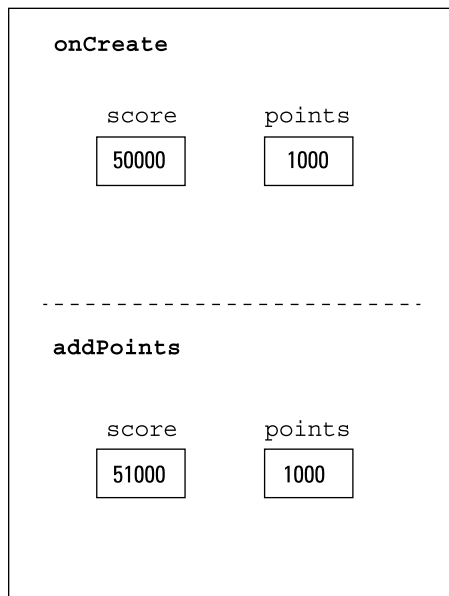 onCreate
score points
50000 1000
addPoints
score points
51000 1000